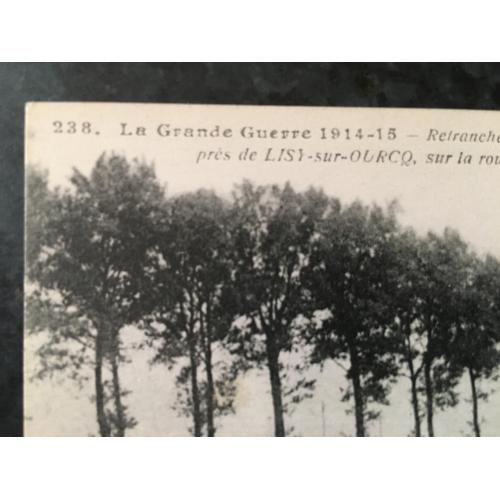 238. La Grande Guerre 1914-15 — Retranche
près de LISY-sur-OURCQ, sur la rou